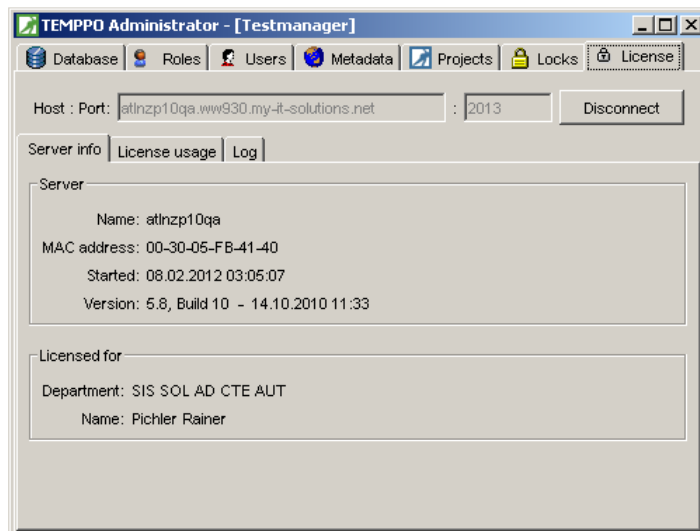 TEMPPO Administrator - [Testmanager]
Database Roles Users Metadata Projects Locks License
Host : Port: atlnzp10qa.ww930.my-it-solutions.net : 2013 Disconnect
Server info License usage Log
Server
Name: atlnzp10qa
MAC address: 00-30-05-FB-41-40
Started: 08.02.2012 03:05:07
Version: 5.8, Build 10 - 14.10.2010 11:33
Licensed for
Department: SIS SOL AD CTE AUT
Name: Pichler Rainer